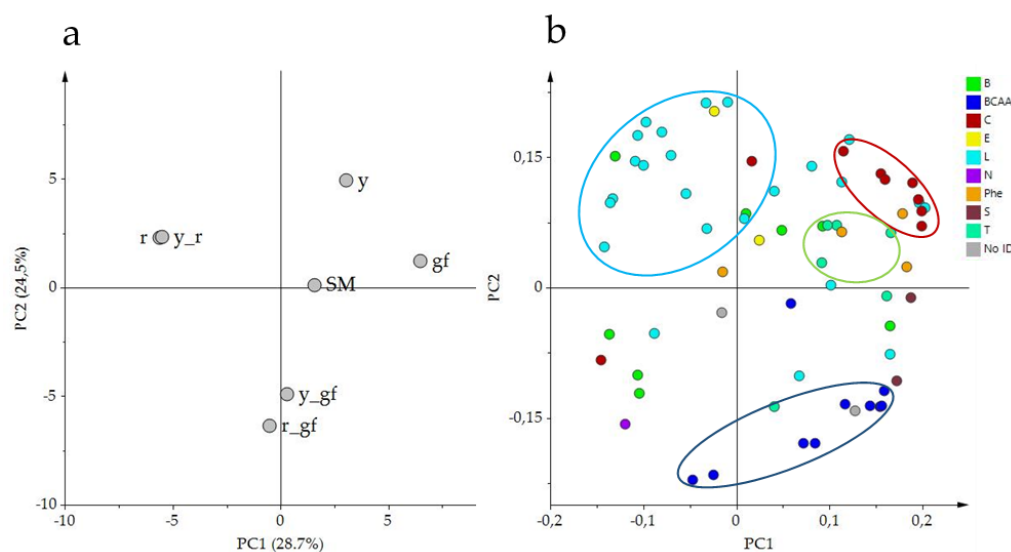 a
b
PC2 (24,5%)
10
5
0
-5
-10
-10
-5
0
5
10
PC1 (28.7%)
y
r
y_r
gf
SM
y_gf
r_gf
PC2
0,15
0
-0,15
-0,2
-0,1
0
0,1
0,2
PC1
B
BCAA
C
E
L
N
Phe
S
T
No ID